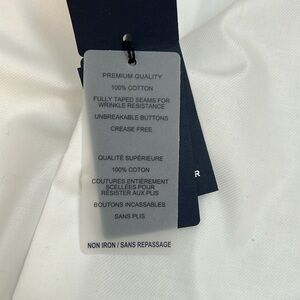 PREMIUM QUALITY
100% COTTON
FULLY TAPED SEAMS FOR
WRINKLE RESISTANCE
UNBREAKABLE BUTTONS
CREASE FREE
QUALITÉ SUPÉRIEURE
100% COTON
COUTURES ENTIÈREMENT
SCELLÉES POUR
RÉSISTER AUX PLIS
BOUTONS INCASSABLES
SANS PLIS
R
NON IRON / SANS REPASSAGE